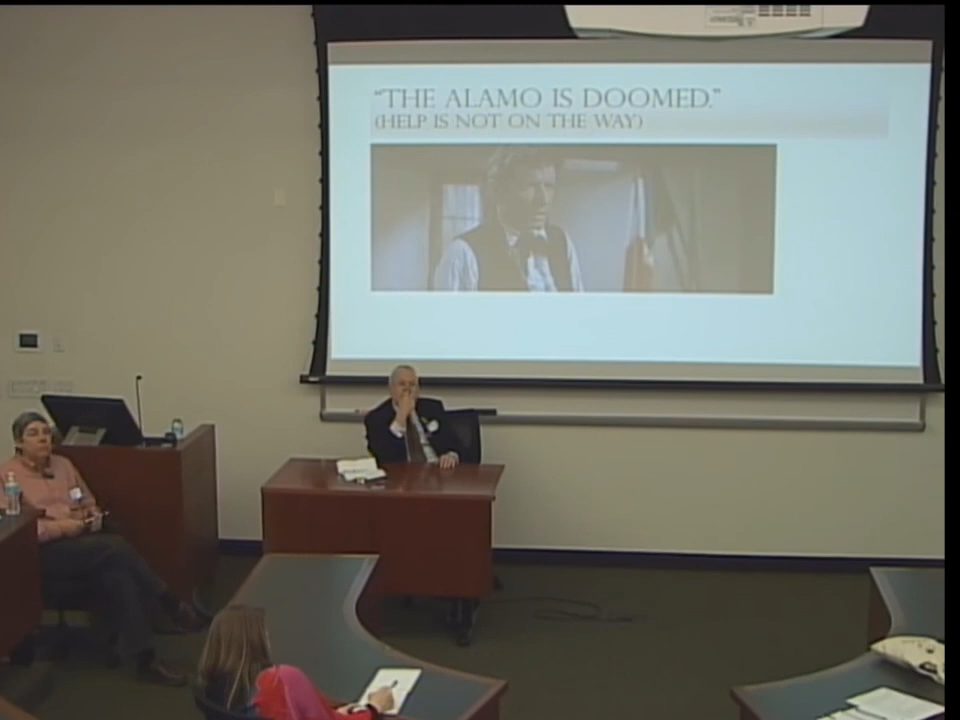 "THE ALAMO IS DOOMED."
(HELP IS NOT ON THE WAY)